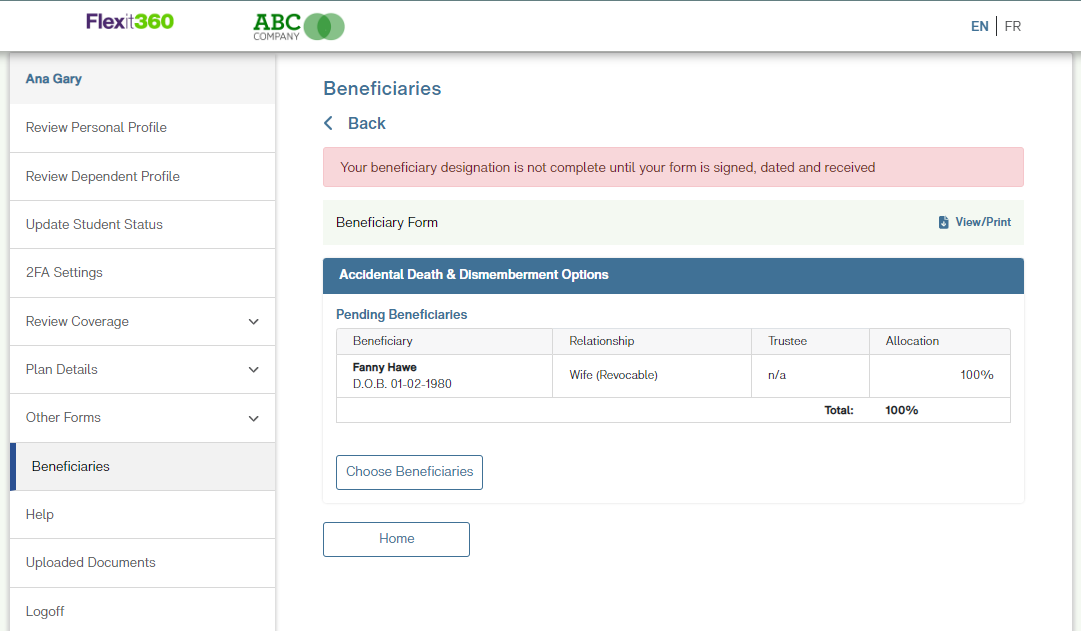 Flexit360
ABC
COMPANY
EN | FR
Ana Gary
Review Personal Profile
Review Dependent Profile
Update Student Status
2FA Settings
Review Coverage
Plan Details
Other Forms
Beneficiaries
Help
Uploaded Documents
Logoff
Beneficiaries
Back
Your beneficiary designation is not complete until your form is signed, dated and received
Beneficiary Form View/Print
Accidental Death & Dismemberment Options
Pending Beneficiaries
Beneficiary Relationship Trustee Allocation
Fanny Hawe
D.O.B. 01-02-1980 Wife (Revocable) n/a 100%
Total: 100%
Choose Beneficiaries
Home